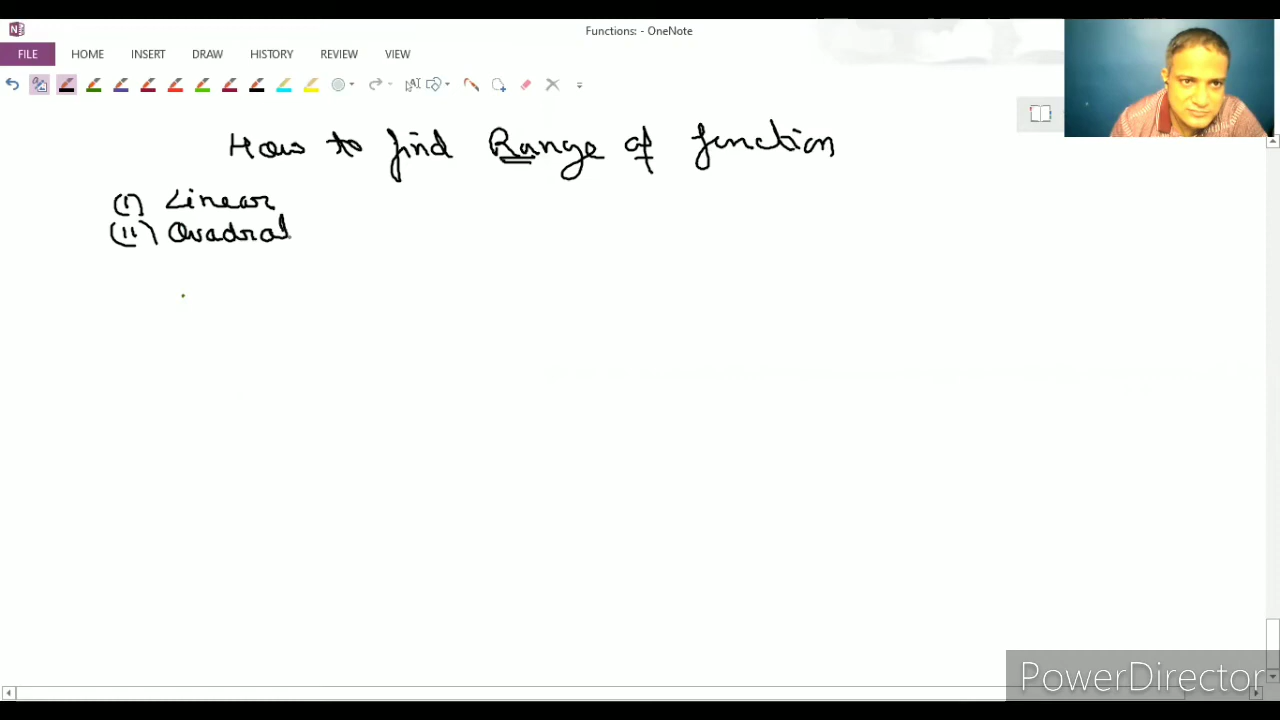 Functions: - OneNote
FILE HOME INSERT DRAW HISTORY REVIEW VIEW
How to find Range of function
(i) Linear
(ii) Quadrat
PowerDirector